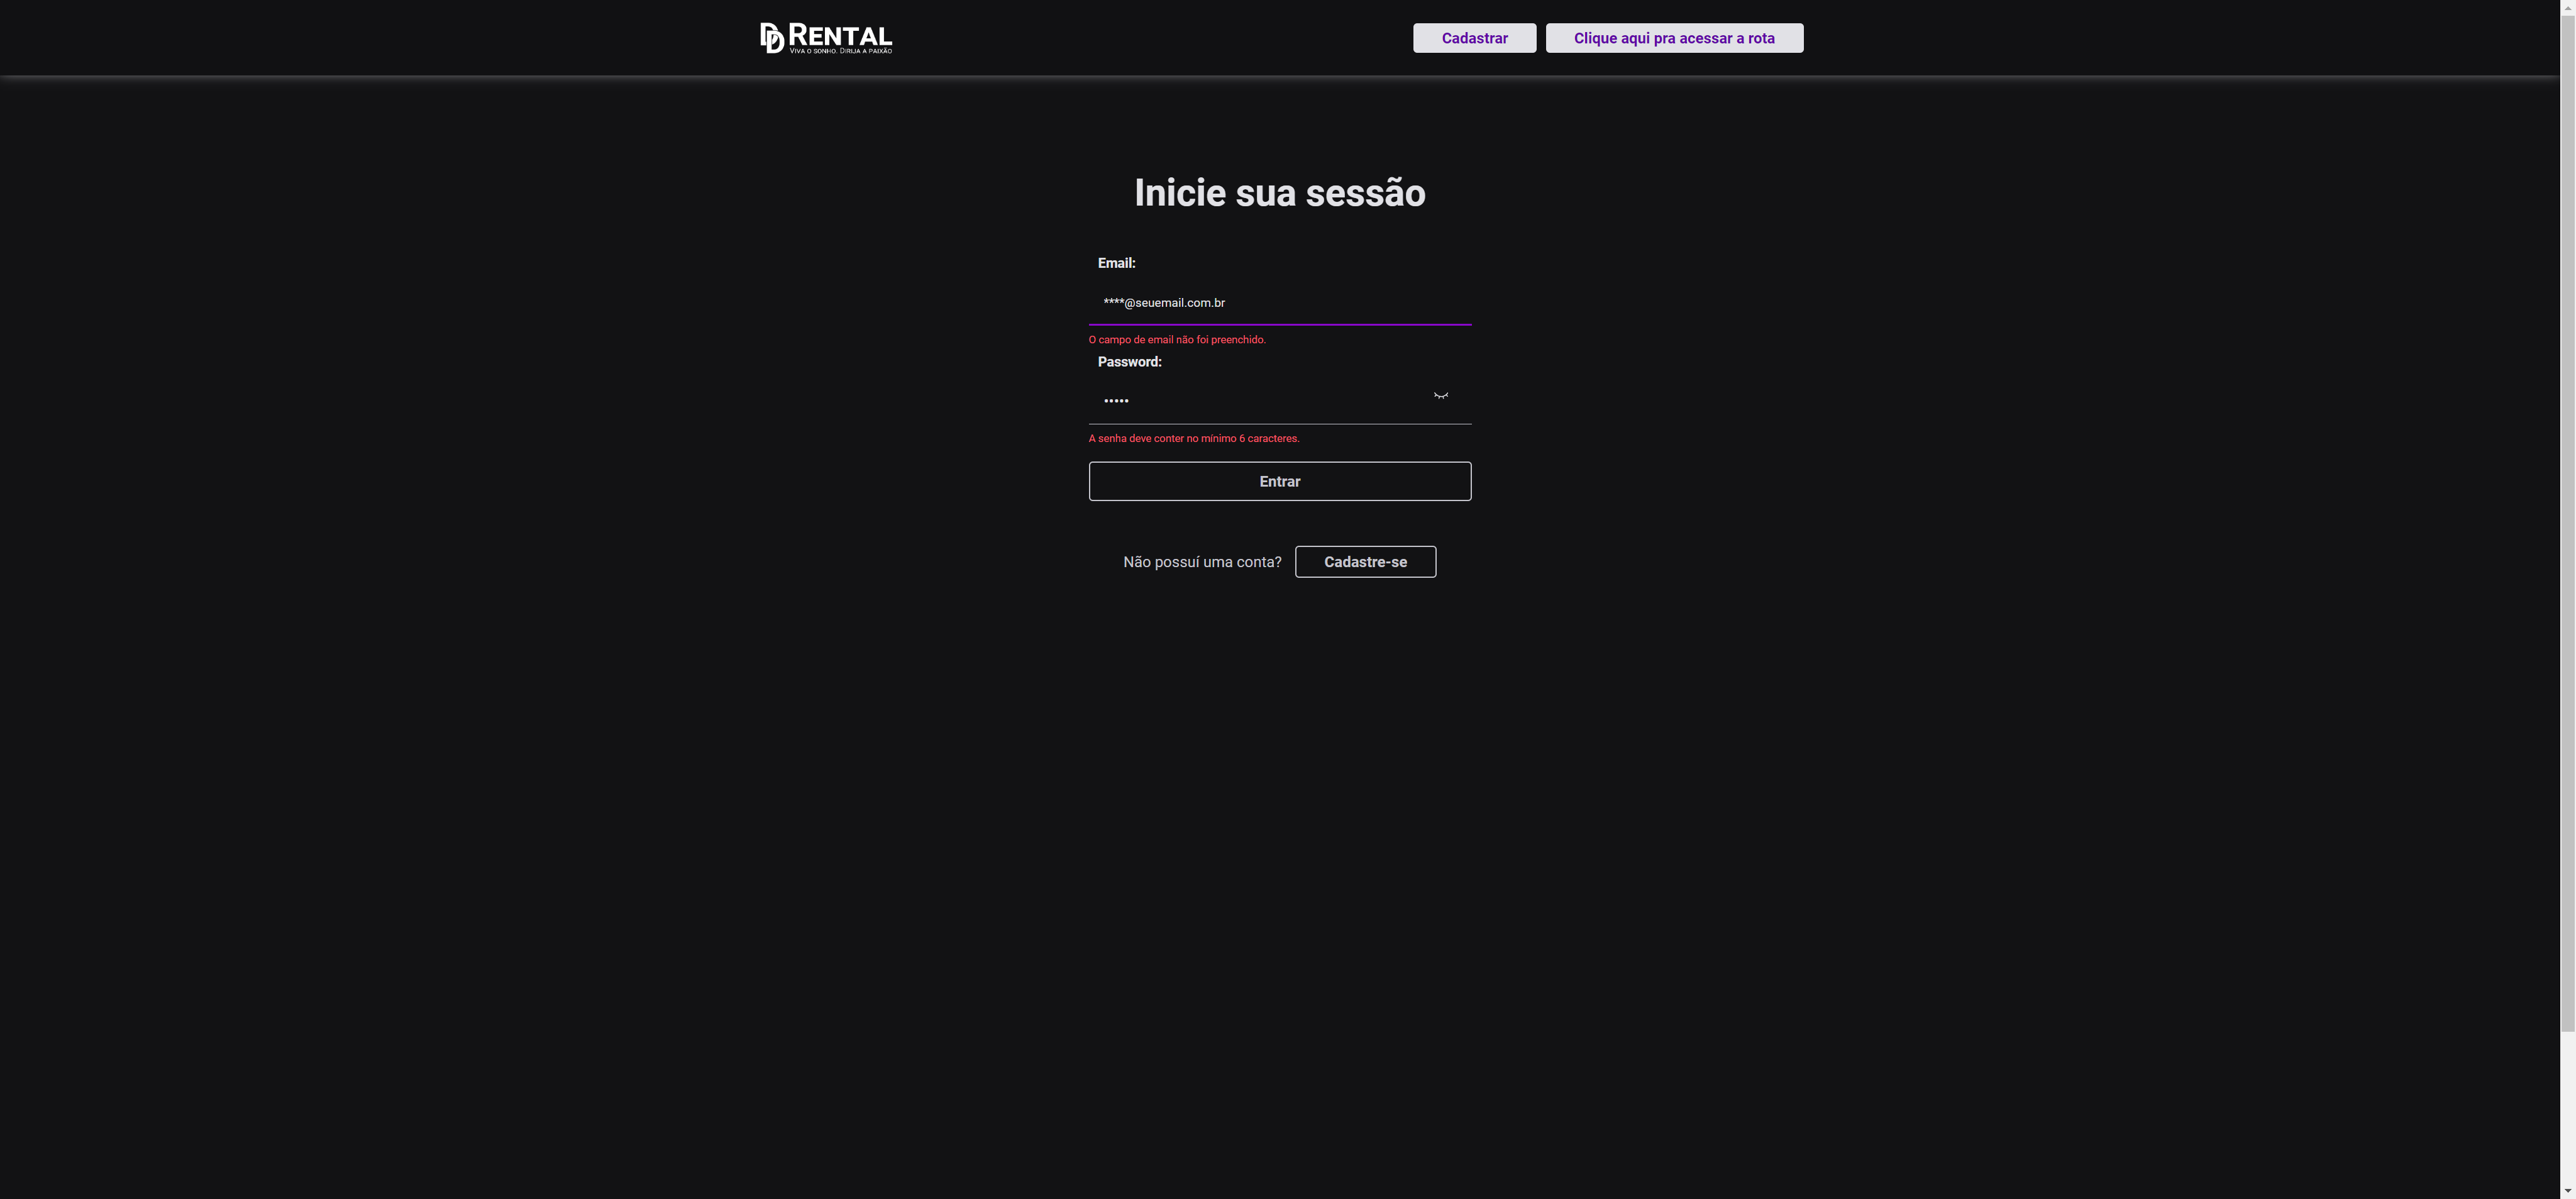 DD RENTAL
VIVA O SONHO. DIRIJA A PAIXÃO
Cadastrar
Clique aqui pra acessar a rota
Inicie sua sessão
Email:
****@seuemail.com.br
O campo de email não foi preenchido.
Password:
•••••
A senha deve conter no mínimo 6 caracteres.
Entrar
Não possuí uma conta?
Cadastre-se